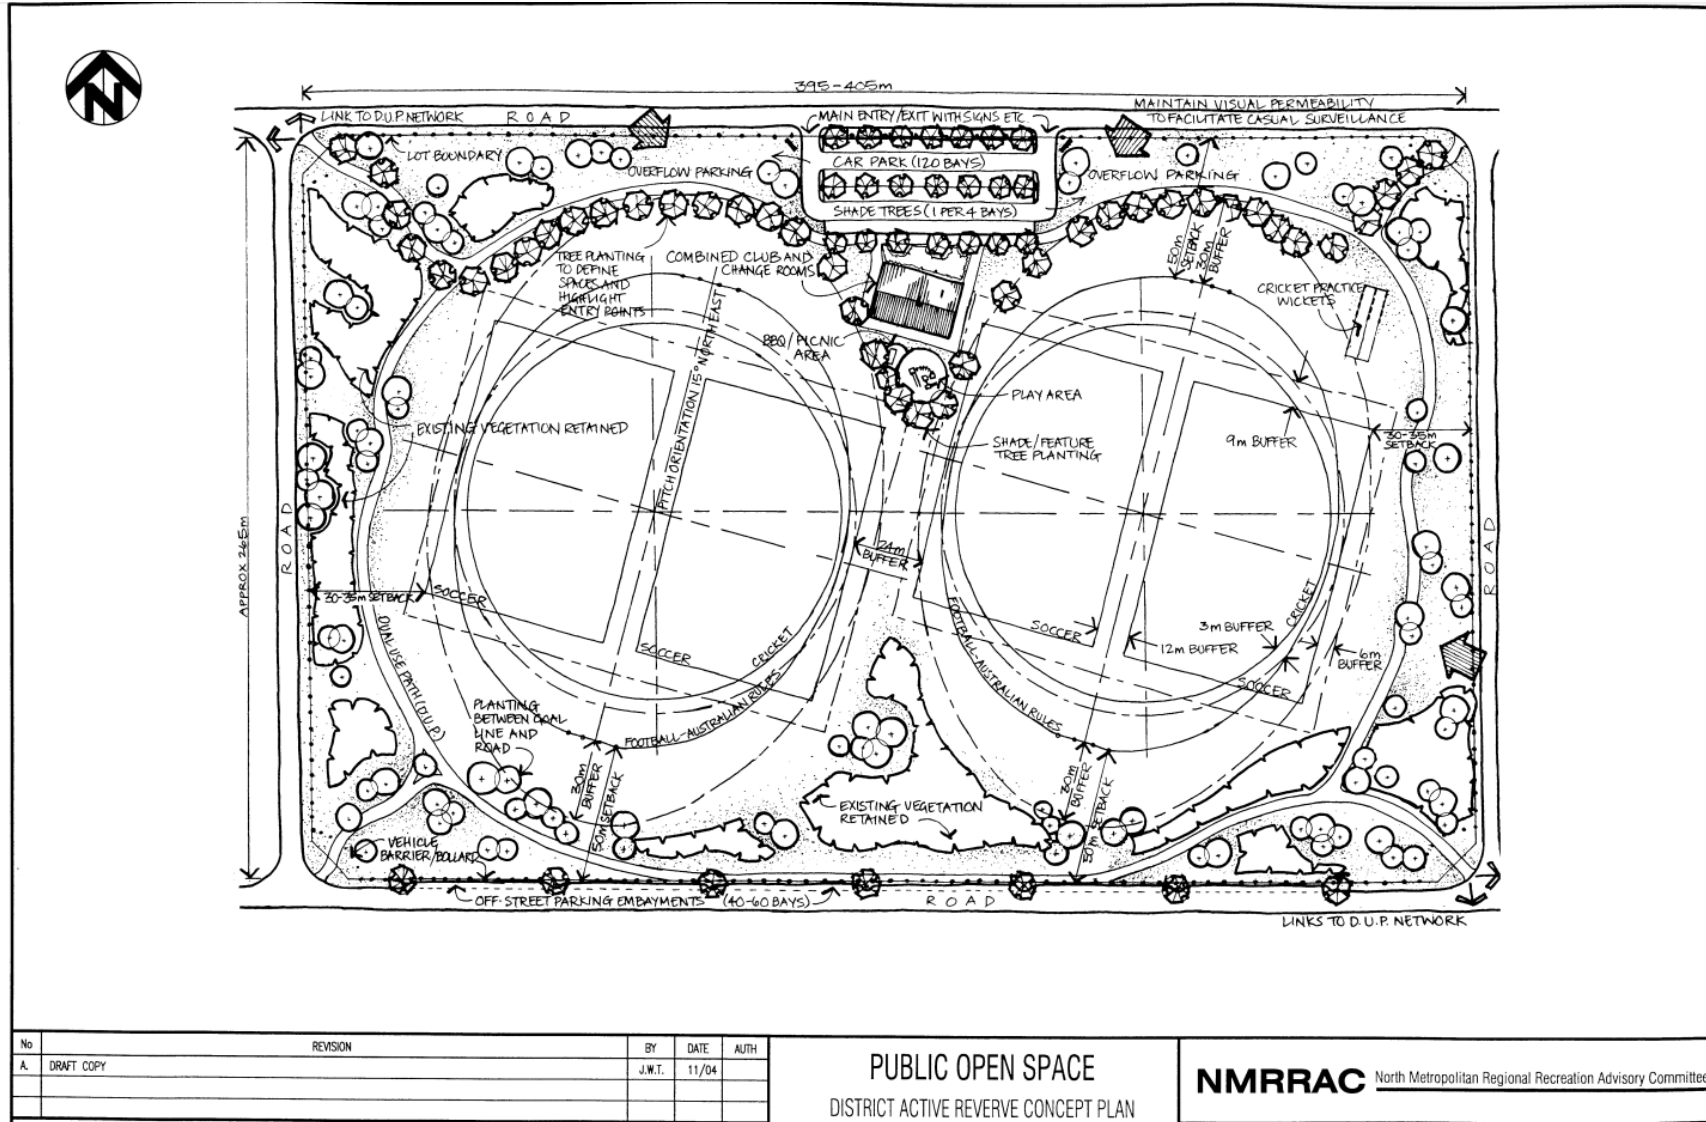 N
395-405m
LINK TO D.U.P. NETWORK
ROAD
MAIN ENTRY/EXIT WITH SIGNS ETC.
MAINTAIN VISUAL PERMEABILITY
TO FACILITATE CASUAL SURVEILLANCE
LOT BOUNDARY
OVERFLOW PARKING
CAR PARK (120 BAYS)
OVERFLOW PARKING
SHADE TREES (1 PER 4 BAYS)
TREE PLANTING
TO DEFINE
SPACES AND
HIGHLIGHT
ENTRY POINTS
COMBINED CLUB AND
CHANGE ROOMS
50m
SETBACK
30m
BUFFER
CRICKET PRACTICE
WICKETS
BBQ/PICNIC
AREA
PITCH ORIENTATION 15° NORTH EAST
PLAY AREA
EXISTING VEGETATION RETAINED
SHADE/FEATURE
TREE PLANTING
9m BUFFER
30-35m
SETBACK
ROAD
APPROX 265m
24m
BUFFER
ROAD
30-35m SETBACK
SOCCER
SOCCER
CRICKET
FOOTBALL-AUSTRALIAN RULES
DUAL USE PATH (D.U.P.)
FOOTBALL-AUSTRALIAN RULES
SOCCER
CRICKET
3m BUFFER
12m BUFFER
6m
BUFFER
SOCCER
PLANTING
BETWEEN GOAL
LINE AND
ROAD
30m
BUFFER
50m SETBACK
30m
BUFFER
50m SETBACK
EXISTING VEGETATION
RETAINED
VEHICLE
BARRIER/BOLLARD
OFF-STREET PARKING EMBAYMENTS (40-60 BAYS)
ROAD
LINKS TO D.U.P. NETWORK
No REVISION BY DATE AUTH
A. DRAFT COPY J.W.T. 11/04
PUBLIC OPEN SPACE
DISTRICT ACTIVE REVERVE CONCEPT PLAN
NMRRAC North Metropolitan Regional Recreation Advisory Committee